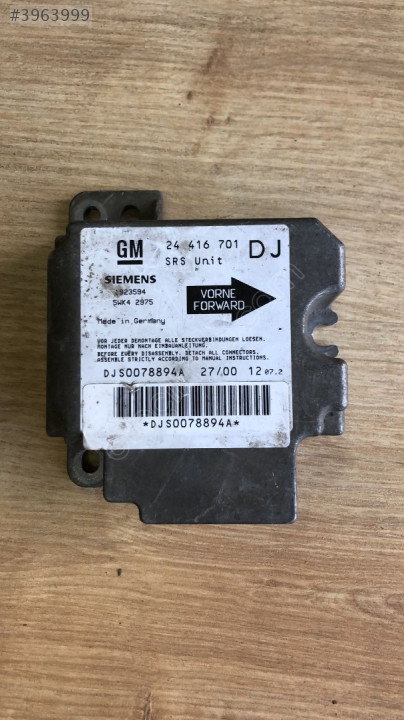 #3963999
GM 24 416 701 DJ
SRS Unit
SIEMENS
5WK4 2975
VORNE
FORWARD
Made in Germany
VOR JEDER DEMONTAGE ALLE STECKVERBINDUNGEN LOESEN.
MONTAGE NUR NACH EINBAUANLEITUNG.
BEFORE EVERY DISASSEMBLY, DETACH ALL CONNECTORS.
ASSEMBLE STRICTLY ACCORDING TO MANUAL INSTRUCTIONS.
DJS0078894A 27/00 12 07.2
*DJS0078894A*